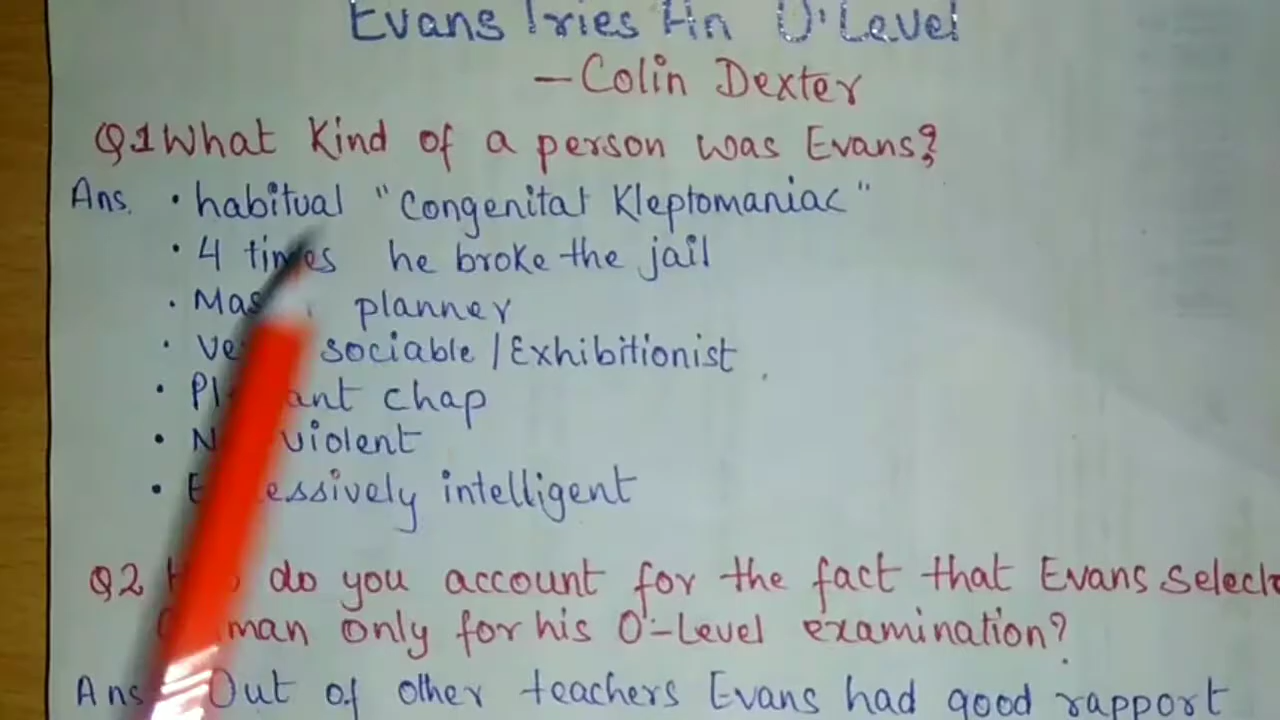 Evans Tries An O'Level
— Colin Dexter
Q1 What Kind of a person was Evans?
Ans. • habitual "Congenital Kleptomaniac"
• 4 times he broke the jail
• planner
• sociable / Exhibitionist
• chap
• violent
• intelligent
Q2 do you account for the fact that Evans
only for his O'-Level examination?
Ans Out of other teachers Evans had good rapport